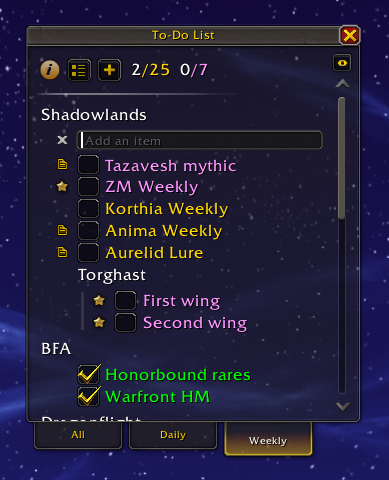 To-Do List
i
2/25 0/7
Shadowlands
Add an item
Tazavesh mythic
ZM Weekly
Korthia Weekly
Anima Weekly
Aurelid Lure
Torghast
First wing
Second wing
BFA
Honorbound rares
Warfront HM
Dragonflight
All
Daily
Weekly